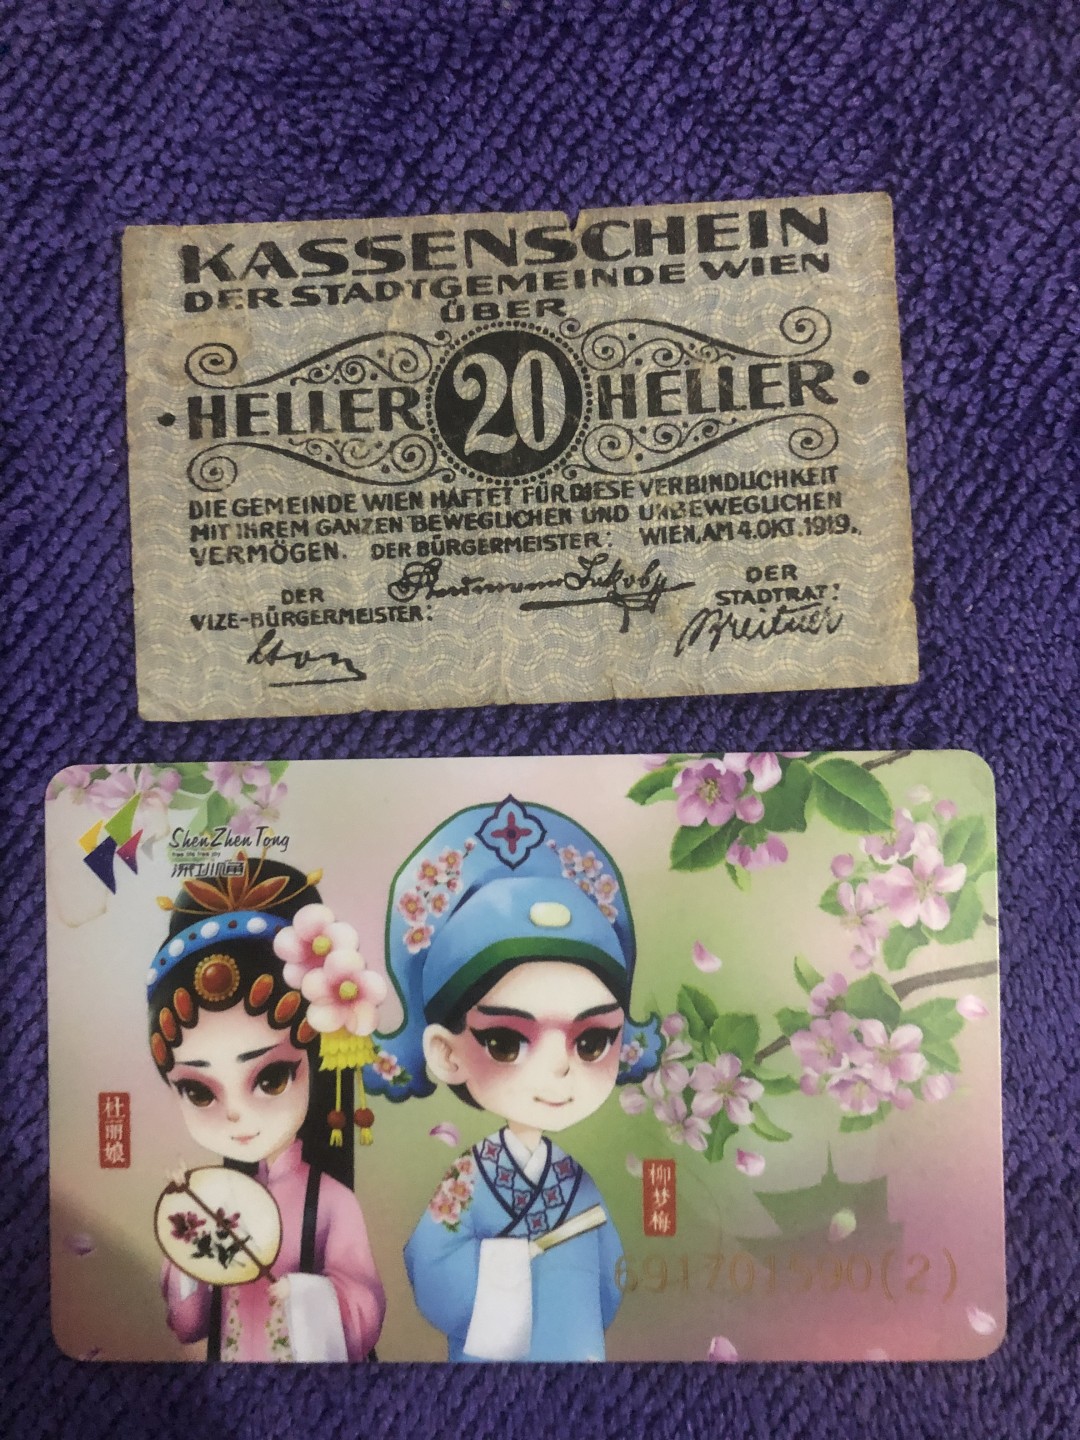 KASSENSCHEIN
DER STADTGEMEINDE WIEN
ÜBER
HELLER 20 HELLER
DIE GEMEINDE WIEN HAFTET FÜR DIESE VERBINDLICHKEIT
MIT IHREM GANZEN BEWEGLICHEN UND UNBEWEGLICHEN
VERMÖGEN. DER BÜRGERMEISTER: WIEN, AM 4. OKT. 1919.
DER
VIZE-BÜRGERMEISTER:
DER
STADTRAT:
Breitner
ShenZhenTong
深圳通
杜丽娘
柳梦梅
691701590(2)